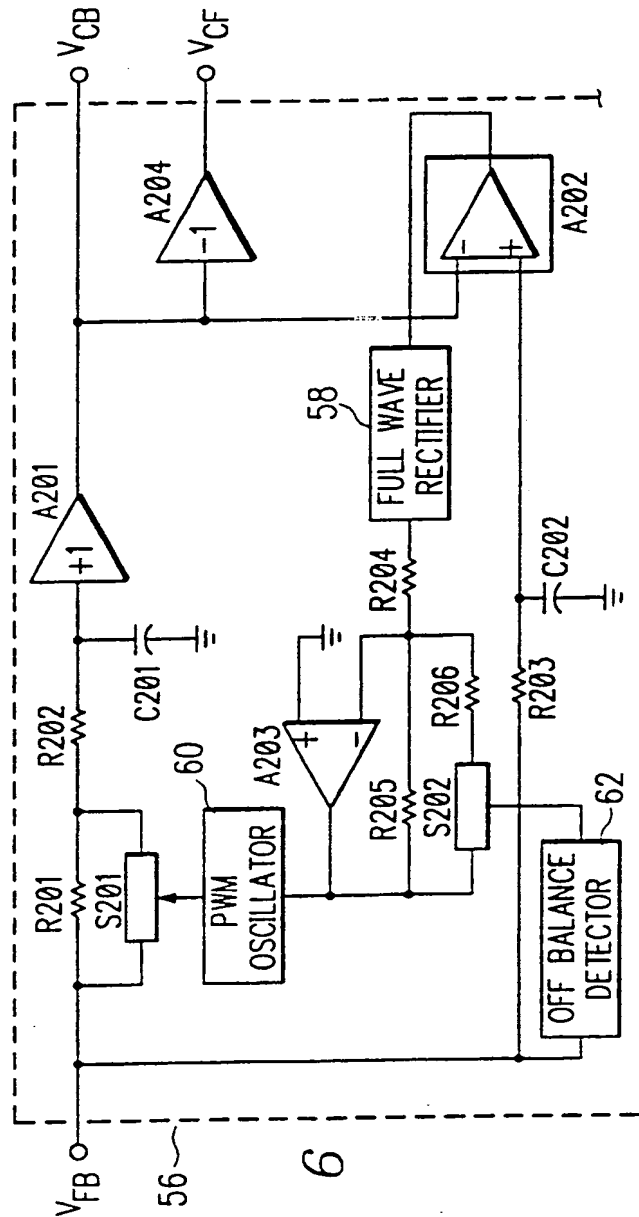 V_FB
56
R201
S201
R202
C201
A201
+1
V_CB
V_CF
A204
-1
60
PWM
OSCILLATOR
A203
+
-
R204
58
FULL WAVE
RECTIFIER
A202
-
+
R205
R206
S202
R203
C202
62
OFF BALANCE
DETECTOR
6